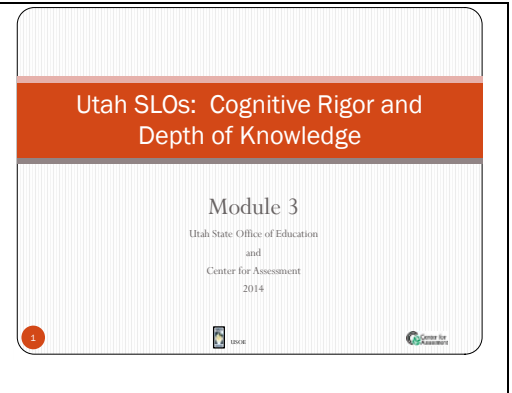 Utah SLOs: Cognitive Rigor and
Depth of Knowledge
Module 3
Utah State Office of Education
and
Center for Assessment
2014
1
USOE
Center for
Assessment